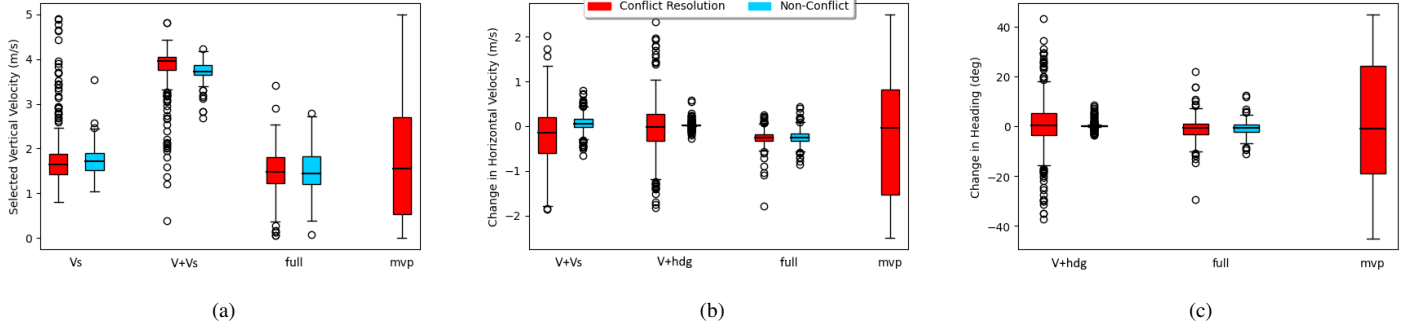 Conflict Resolution Non-Conflict
Selected Vertical Velocity (m/s)
5
4
3
2
1
0
Vs V+Vs full mvp
(a)
Change in Horizontal Velocity (m/s)
2
1
0
−1
−2
V+Vs V+hdg full mvp
(b)
Change in Heading (deg)
40
20
0
−20
−40
V+hdg full mvp
(c)